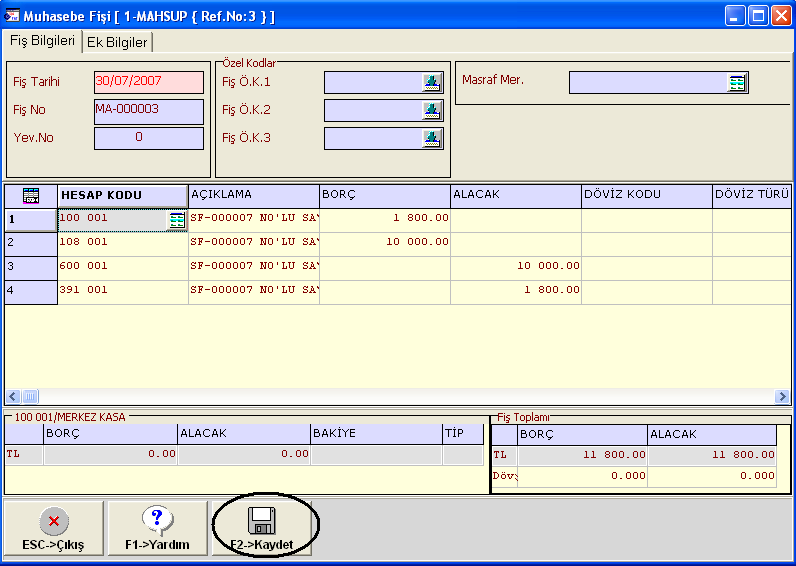 Muhasebe Fişi [ 1-MAHSUP { Ref.No:3 } ]
Fiş Bilgileri Ek Bilgiler
Fiş Tarihi 30/07/2007
Fiş No MA-000003
Yev.No 0
Özel Kodlar
Fiş Ö.K.1
Fiş Ö.K.2
Fiş Ö.K.3
Masraf Mer.
HESAP KODU AÇIKLAMA BORÇ ALACAK DÖVİZ KODU DÖVİZ TÜRÜ
1 100 001 SF-000007 NO'LU SAY 1 800.00
2 108 001 SF-000007 NO'LU SAY 10 000.00
3 600 001 SF-000007 NO'LU SAY 10 000.00
4 391 001 SF-000007 NO'LU SAY 1 800.00
100 001/MERKEZ KASA
BORÇ ALACAK BAKİYE TİP
TL 0.00 0.00
Fiş Toplamı
BORÇ ALACAK
TL 11 800.00 11 800.00
Döv 0.000 0.000
ESC->Çıkış F1->Yardım F2->Kaydet